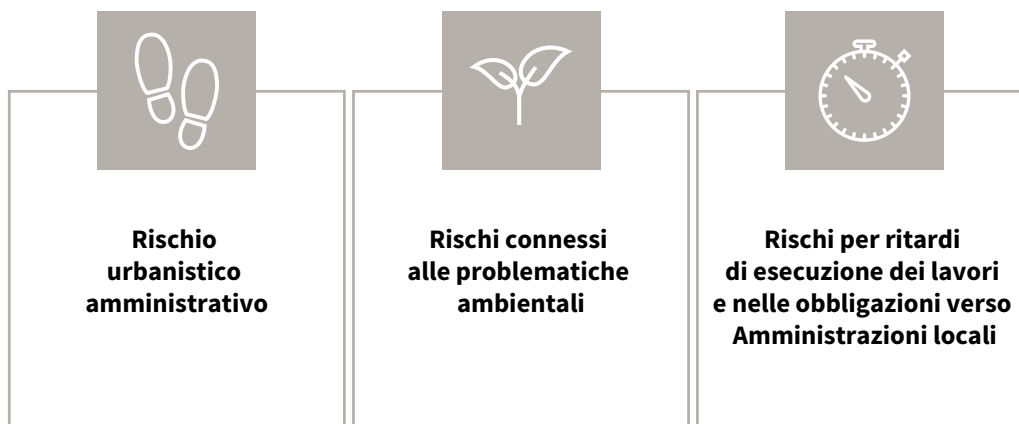 Rischio
urbanistico
amministrativo
Rischi connessi
alle problematiche
ambientali
Rischi per ritardi
di esecuzione dei lavori
e nelle obbligazioni verso
Amministrazioni locali